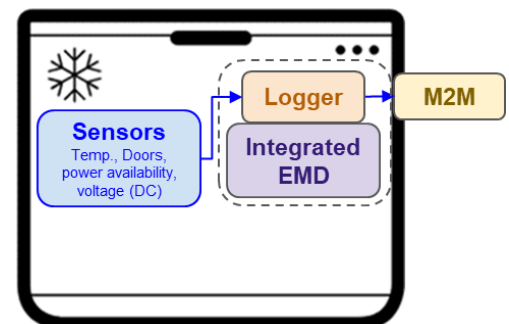 Sensors
Temp., Doors,
power availability,
voltage (DC)
Logger
Integrated
EMD
M2M